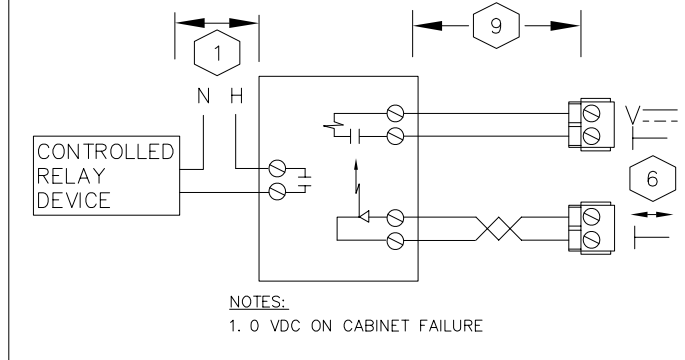 9
1
N H
V
CONTROLLED
RELAY
DEVICE
6
NOTES:
1. 0 VDC ON CABINET FAILURE